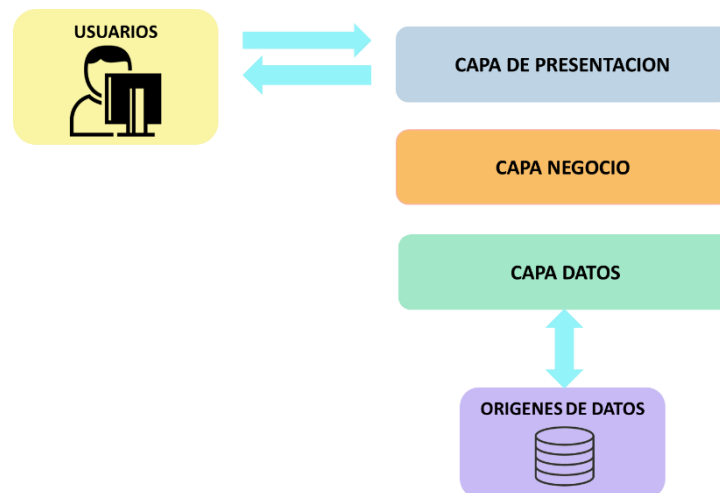 USUARIOS
CAPA DE PRESENTACION
CAPA NEGOCIO
CAPA DATOS
ORIGENES DE DATOS